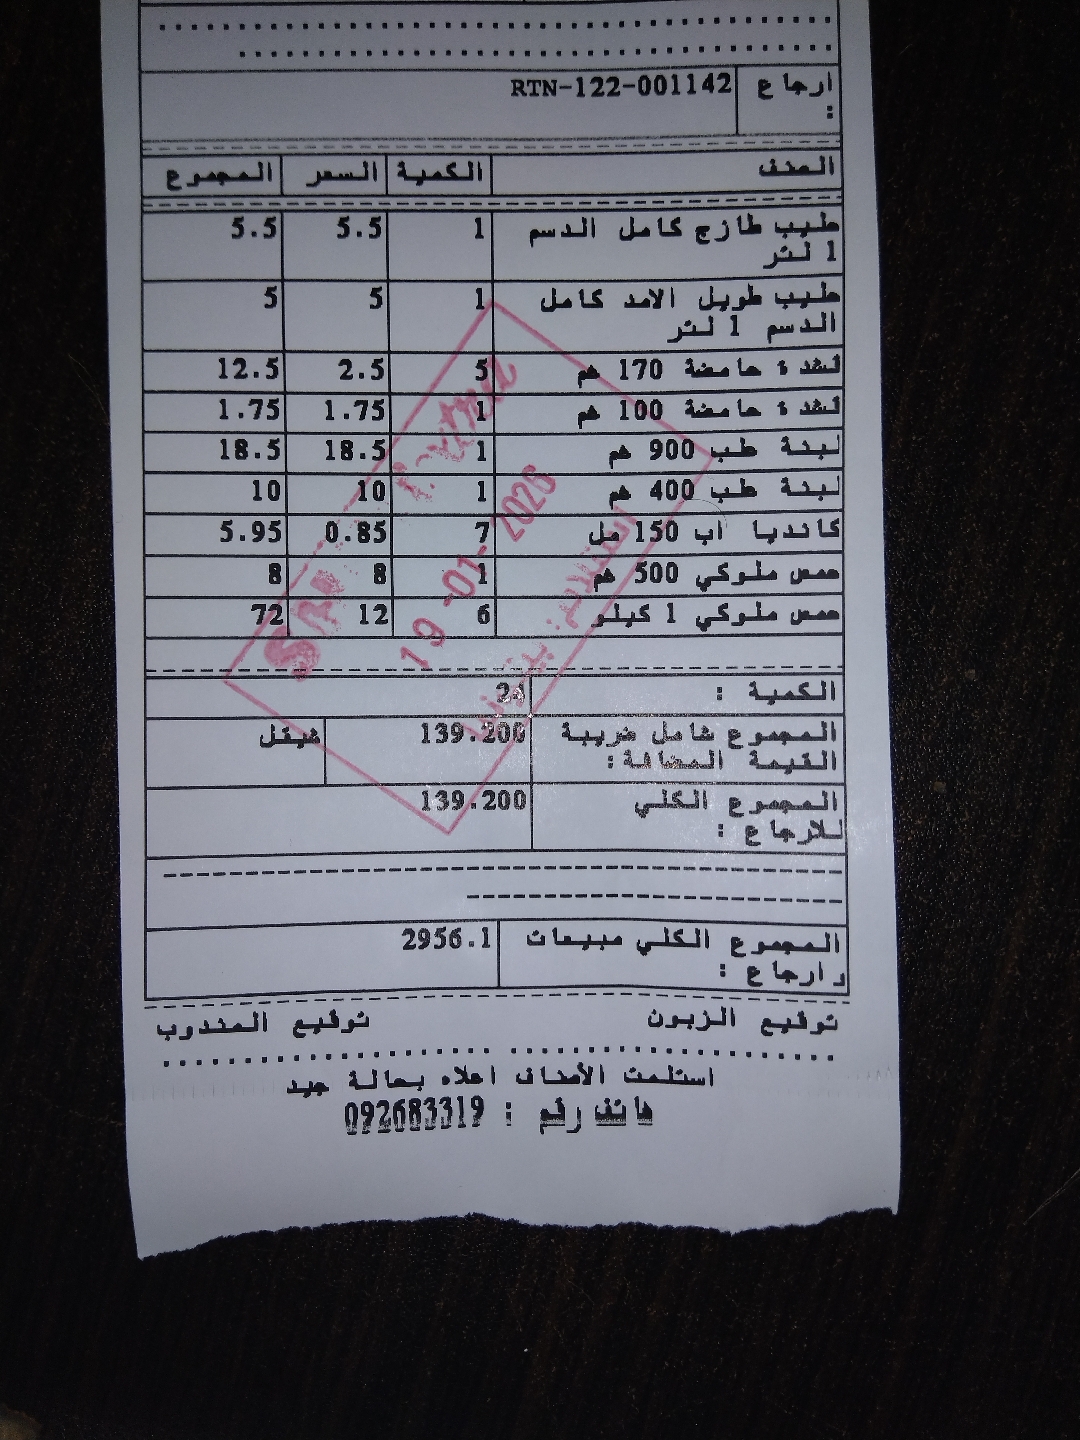 ارجاع : RTN-122-001142
الصنف الكمية السعر المجموع
حليب طازج كامل الدسم 1 5.5 5.5
1 لتر
حليب طويل الامد كامل 1 5 5
الدسم 1 لتر
قشدة حامضة 170 غم 5 2.5 12.5
قشدة حامضة 100 غم 1 1.75 1.75
لبنة طب 900 غم 1 18.5 18.5
لبنة طب 400 غم 1 10 10
كانديا اب 150 مل 7 0.85 5.95
حمص ملوكي 500 غم 1 8 8
حمص ملوكي 1 كيلو 6 12 72
19 -01- 2026
الكمية : 24
المجموع شامل ضريبة 139.200 شيقل
القيمة المضافة :
المجموع الكلي 139.200
للارجاع :
المجموع الكلي مبيعات 2956.1
وارجاع :
توقيع الزبون توقيع المندوب
استلمت الأصناف اعلاه بحالة جيد
هاتف رقم : 092683319